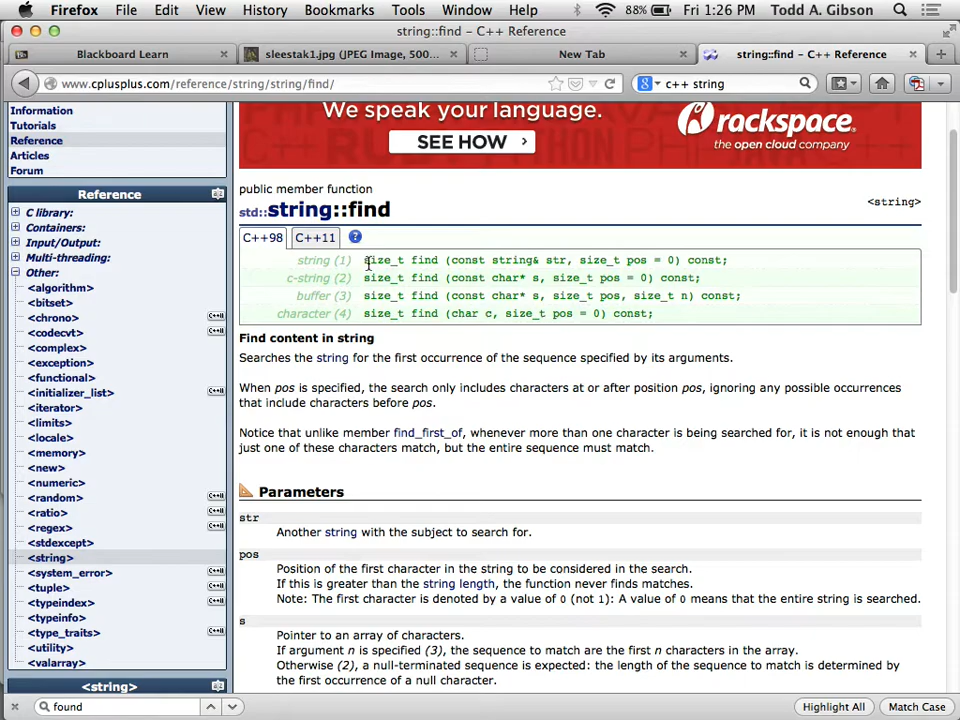 Firefox File Edit View History Bookmarks Tools Window Help 88% Fri 1:26 PM Todd A. Gibson
string::find - C++ Reference
Blackboard Learn × sleestak1.jpg (JPEG Image, 500... × New Tab × string::find - C++ Reference ×
www.cplusplus.com/reference/string/string/find/ c++ string
Information
Tutorials
Reference
Articles
Forum
Reference
C library:
Containers:
Input/Output:
Multi-threading:
Other:
<algorithm>
<bitset>
<chrono>
<codecvt>
<complex>
<exception>
<functional>
<initializer_list>
<iterator>
<limits>
<locale>
<memory>
<new>
<numeric>
<random>
<ratio>
<regex>
<stdexcept>
<string>
<system_error>
<tuple>
<typeindex>
<typeinfo>
<type_traits>
<utility>
<valarray>
<string>
We speak your language.
SEE HOW
rackspace
the open cloud company
public member function
std::string::find <string>
C++98 C++11 ?
string (1) size_t find (const string& str, size_t pos = 0) const;
c-string (2) size_t find (const char* s, size_t pos = 0) const;
buffer (3) size_t find (const char* s, size_t pos, size_t n) const;
character (4) size_t find (char c, size_t pos = 0) const;
Find content in string
Searches the string for the first occurrence of the sequence specified by its arguments.
When pos is specified, the search only includes characters at or after position pos, ignoring any possible occurrences
that include characters before pos.
Notice that unlike member find_first_of, whenever more than one character is being searched for, it is not enough that
just one of these characters match, but the entire sequence must match.
Parameters
str
Another string with the subject to search for.
pos
Position of the first character in the string to be considered in the search.
If this is greater than the string length, the function never finds matches.
Note: The first character is denoted by a value of 0 (not 1): A value of 0 means that the entire string is searched.
s
Pointer to an array of characters.
If argument n is specified (3), the sequence to match are the first n characters in the array.
Otherwise (2), a null-terminated sequence is expected: the length of the sequence to match is determined by
the first occurrence of a null character.
found Highlight All Match Case